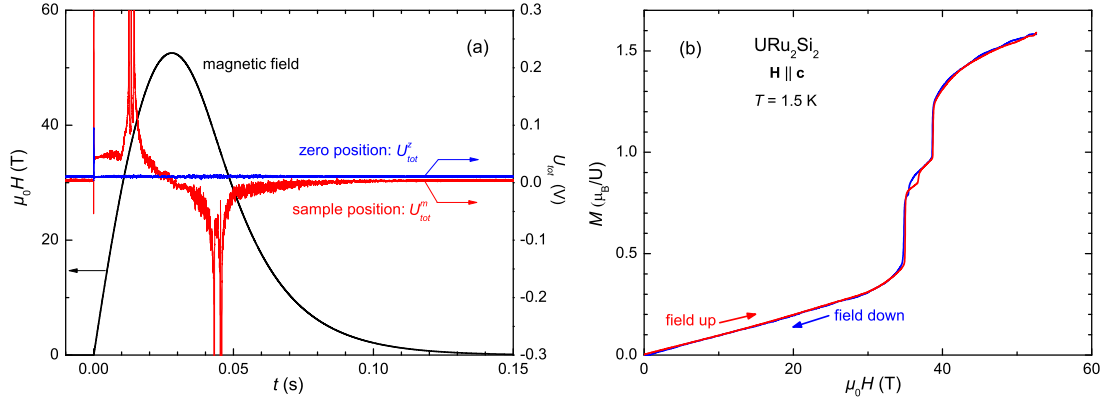 60
40
20
0
μ₀H (T)
0.00
0.05
0.10
0.15
t (s)
0.3
0.2
0.1
0.0
-0.1
-0.2
-0.3
U_tot (V)
(a)
magnetic field
zero position: U^z_tot
sample position: U^m_tot
1.5
1.0
0.5
0.0
M (μ_B/U)
0
20
40
60
μ₀H (T)
(b)
URu₂Si₂
H || c
T = 1.5 K
field up
field down